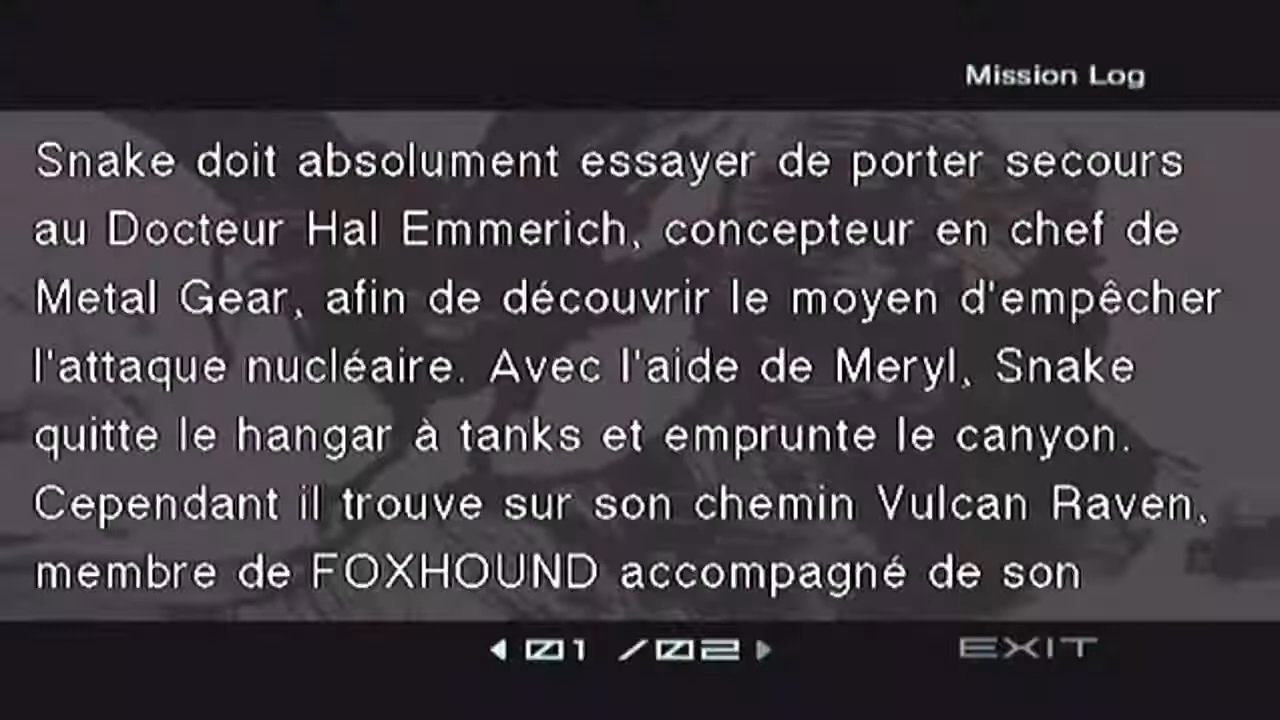 Mission Log
Snake doit absolument essayer de porter secours
au Docteur Hal Emmerich, concepteur en chef de
Metal Gear, afin de découvrir le moyen d'empêcher
l'attaque nucléaire. Avec l'aide de Meryl, Snake
quitte le hangar à tanks et emprunte le canyon.
Cependant il trouve sur son chemin Vulcan Raven,
membre de FOXHOUND accompagné de son
01 /02 EXIT